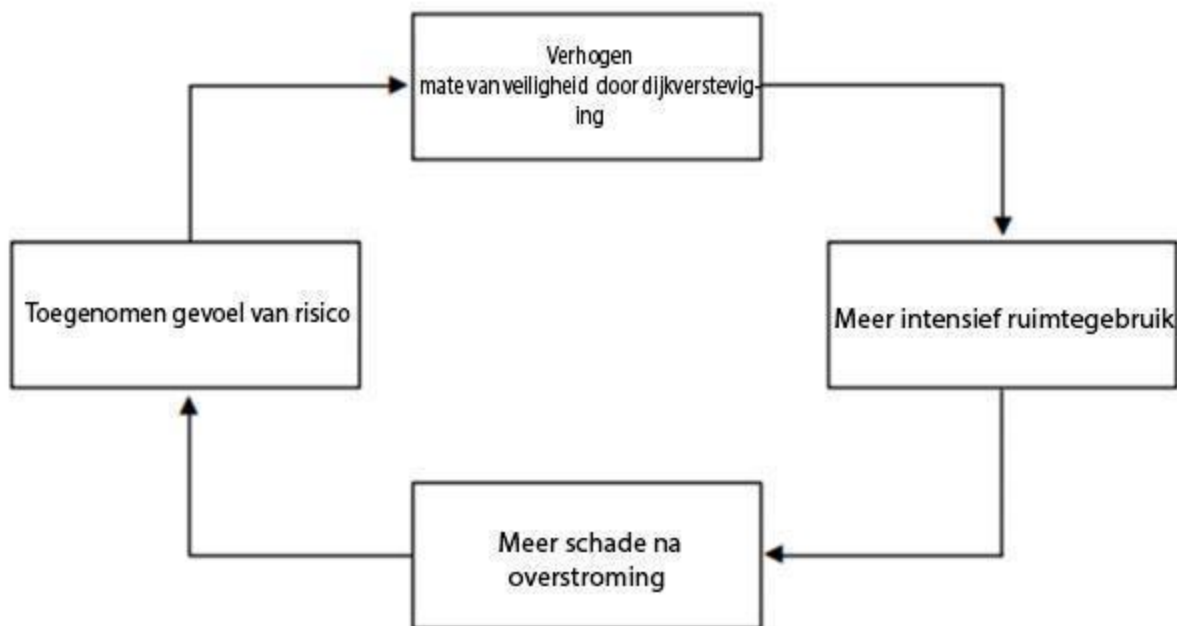 Verhogen
mate van veiligheid door dijkverstevig-
ing
Toegenomen gevoel van risico
Meer intensief ruimtegebruik
Meer schade na
overstroming